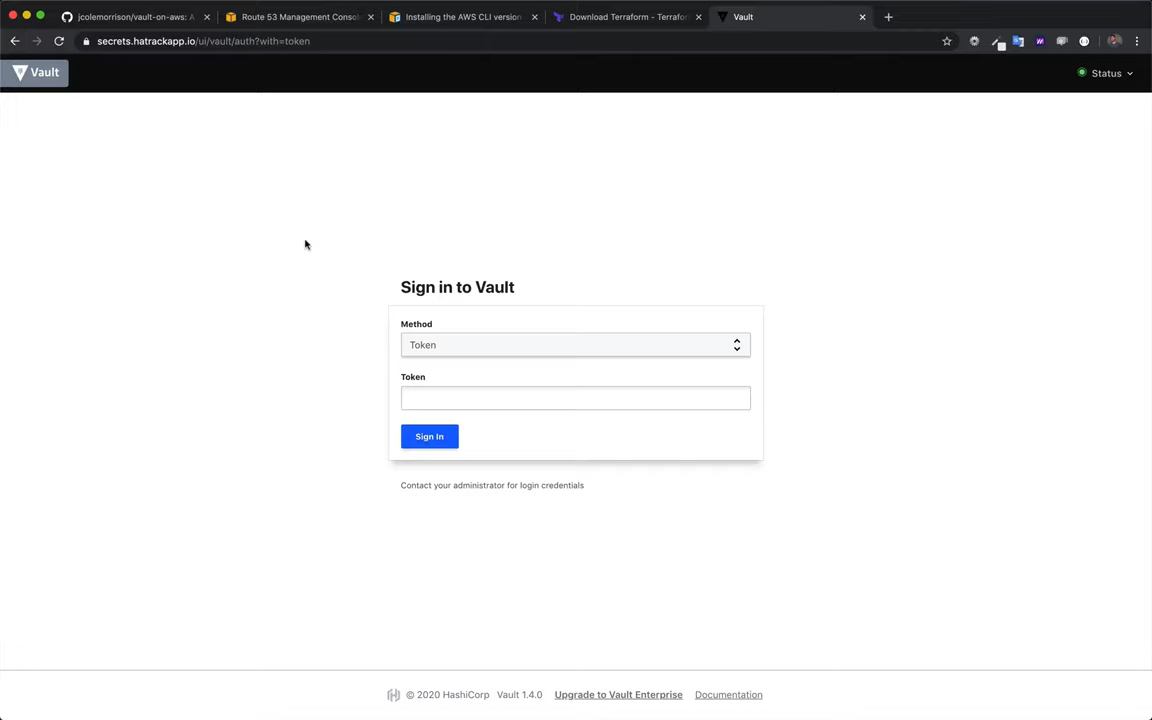 jcolemorrison/vault-on-aws: A
Route 53 Management Consol
Installing the AWS CLI version
Download Terraform - Terrafor
Vault
secrets.hatrackapp.io/ui/vault/auth?with=token
Vault
Status
Sign in to Vault
Method
Token
Token
Sign In
Contact your administrator for login credentials
© 2020 HashiCorp Vault 1.4.0 Upgrade to Vault Enterprise Documentation